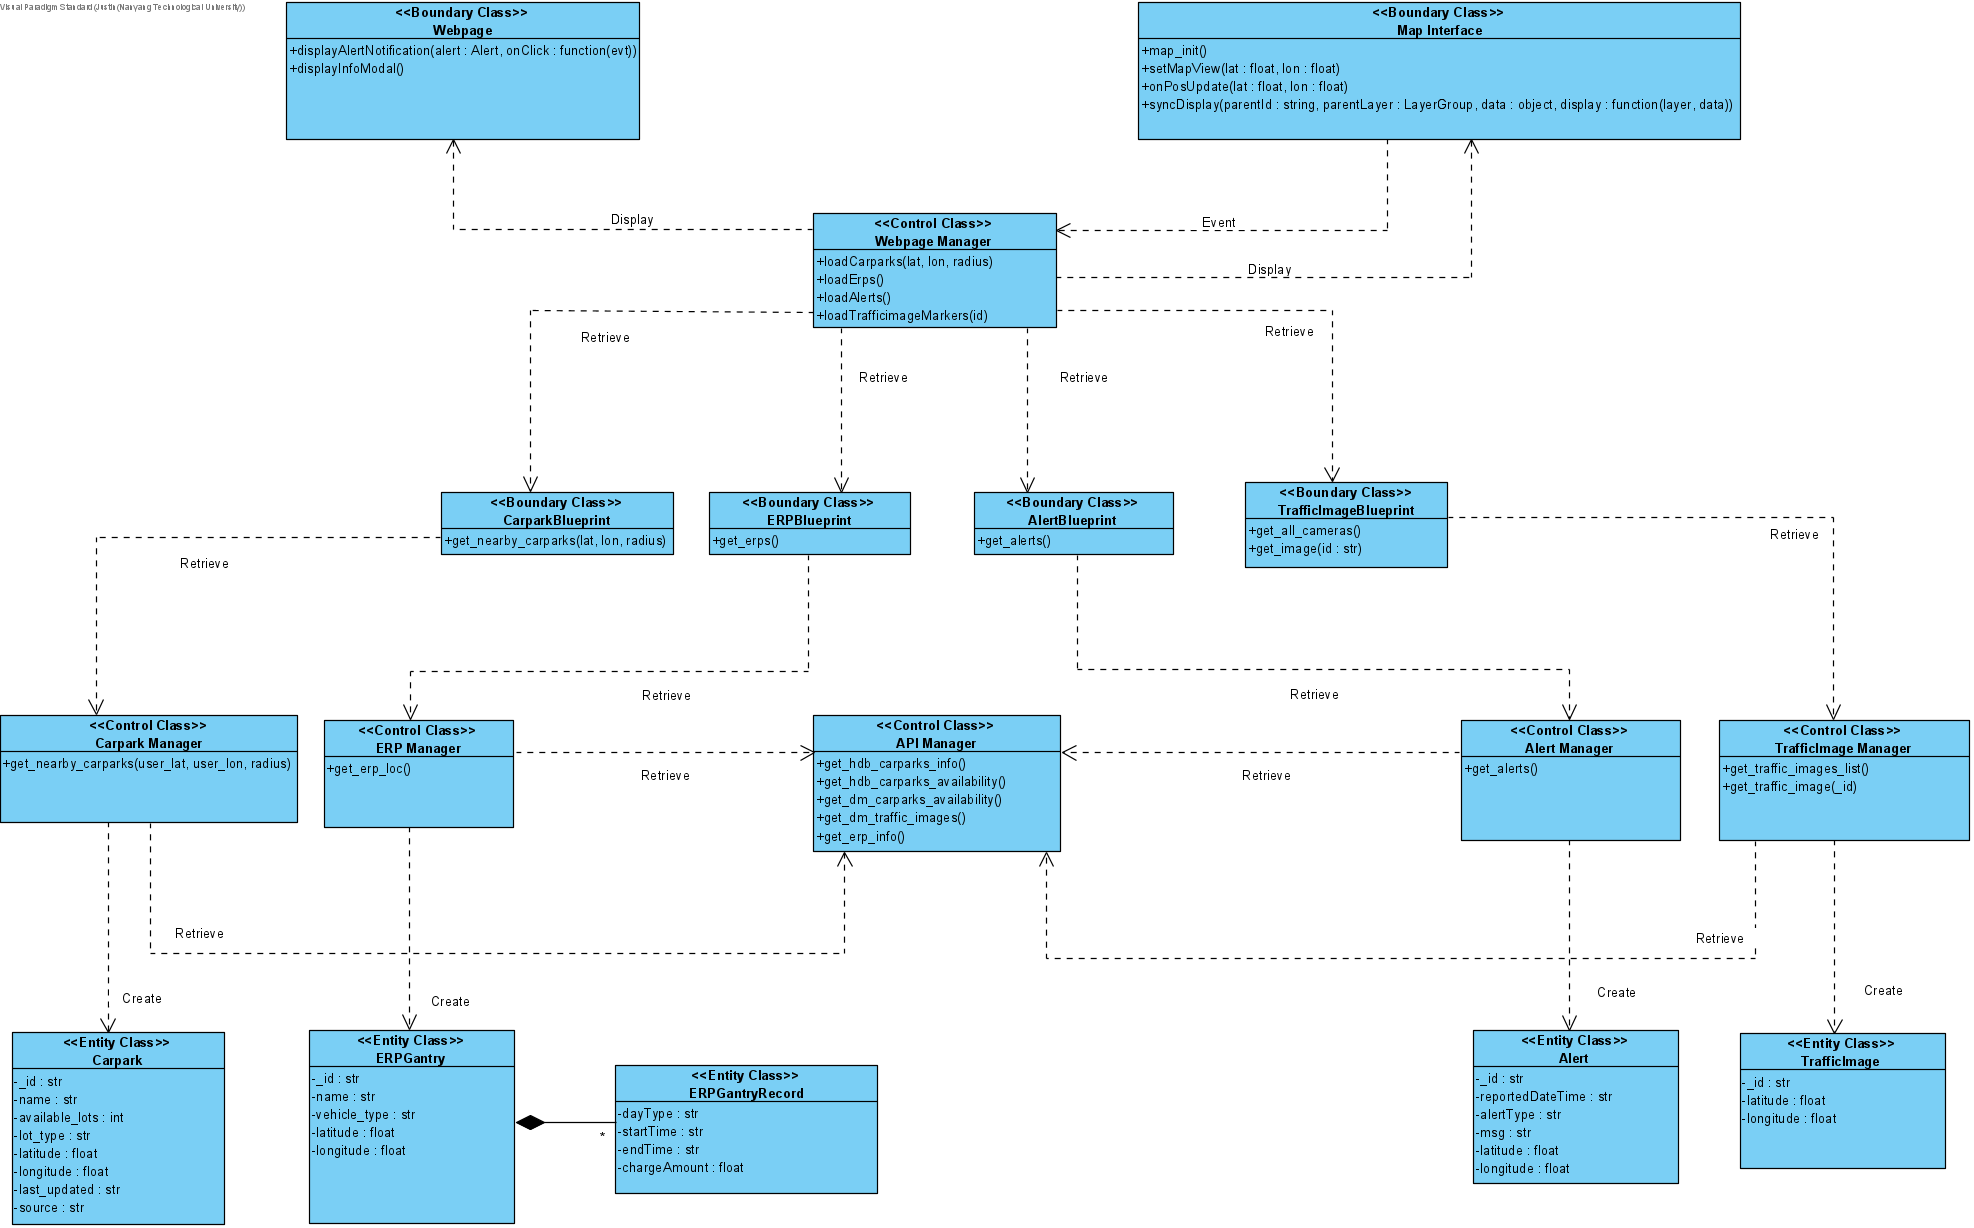 Visual Paradigm Standard(Justin(Nanyang Technological University))
<<Boundary Class>>
Webpage
+displayAlertNotification(alert : Alert, onClick : function(evt))
+displayInfoModal()
<<Boundary Class>>
Map Interface
+map_init()
+setMapView(lat : float, lon : float)
+onPosUpdate(lat : float, lon : float)
+syncDisplay(parentId : string, parentLayer : LayerGroup, data : object, display : function(layer, data))
Display
Event
Display
<<Control Class>>
Webpage Manager
+loadCarparks(lat, lon, radius)
+loadErps()
+loadAlerts()
+loadTrafficimageMarkers(id)
Retrieve
Retrieve
Retrieve
Retrieve
<<Boundary Class>>
CarparkBlueprint
+get_nearby_carparks(lat, lon, radius)
<<Boundary Class>>
ERPBlueprint
+get_erps()
<<Boundary Class>>
AlertBlueprint
+get_alerts()
<<Boundary Class>>
TrafficImageBlueprint
+get_all_cameras()
+get_image(id : str)
Retrieve
Retrieve
Retrieve
Retrieve
<<Control Class>>
Carpark Manager
+get_nearby_carparks(user_lat, user_lon, radius)
<<Control Class>>
ERP Manager
+get_erp_loc()
Retrieve
<<Control Class>>
API Manager
+get_hdb_carparks_info()
+get_hdb_carparks_availability()
+get_dm_carparks_availability()
+get_dm_traffic_images()
+get_erp_info()
Retrieve
<<Control Class>>
Alert Manager
+get_alerts()
<<Control Class>>
TrafficImage Manager
+get_traffic_images_list()
+get_traffic_image(_id)
Retrieve
Retrieve
Create
Create
Create
Create
<<Entity Class>>
Carpark
-_id : str
-name : str
-available_lots : int
-lot_type : str
-latitude : float
-longitude : float
-last_updated : str
-source : str
<<Entity Class>>
ERPGantry
-_id : str
-name : str
-vehicle_type : str
-latitude : float
-longitude : float
*
<<Entity Class>>
ERPGantryRecord
-dayType : str
-startTime : str
-endTime : str
-chargeAmount : float
<<Entity Class>>
Alert
-_id : str
-reportedDateTime : str
-alertType : str
-msg : str
-latitude : float
-longitude : float
<<Entity Class>>
TrafficImage
-_id : str
-latitude : float
-longitude : float